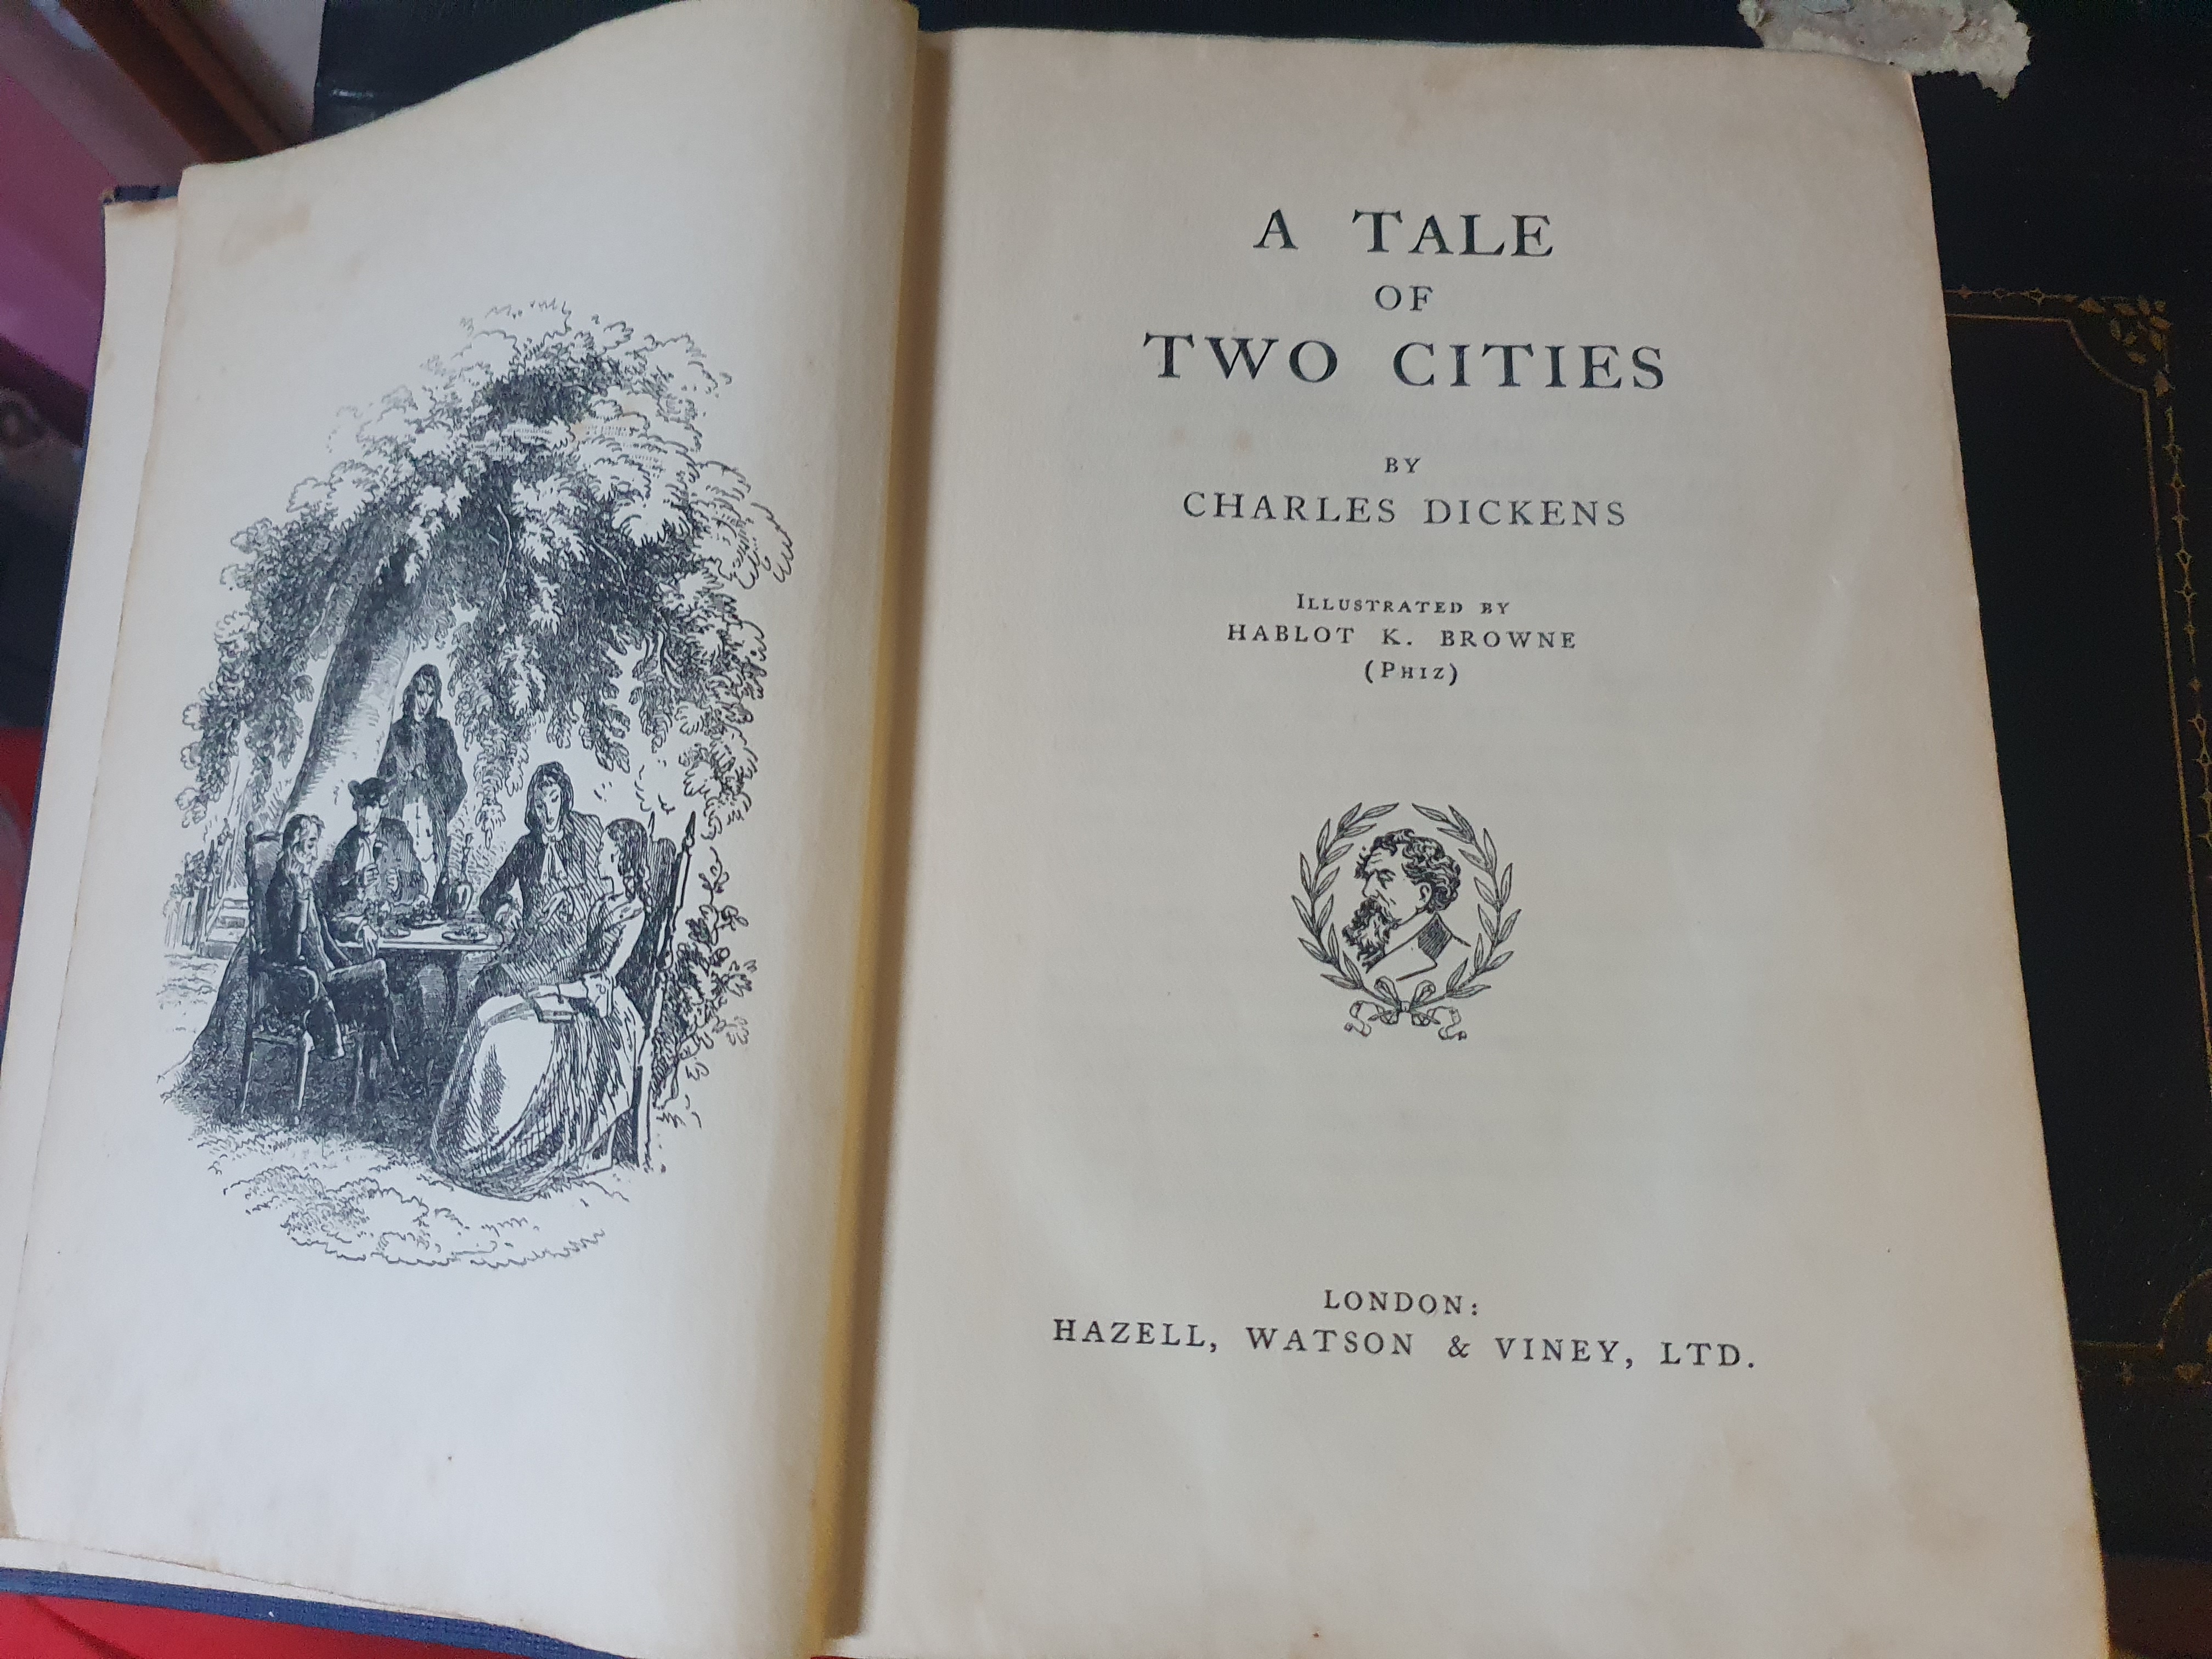 A TALE
OF
TWO CITIES
BY
CHARLES DICKENS
ILLUSTRATED BY
HABLOT K. BROWNE
(PHIZ)
LONDON:
HAZELL, WATSON & VINEY, LTD.